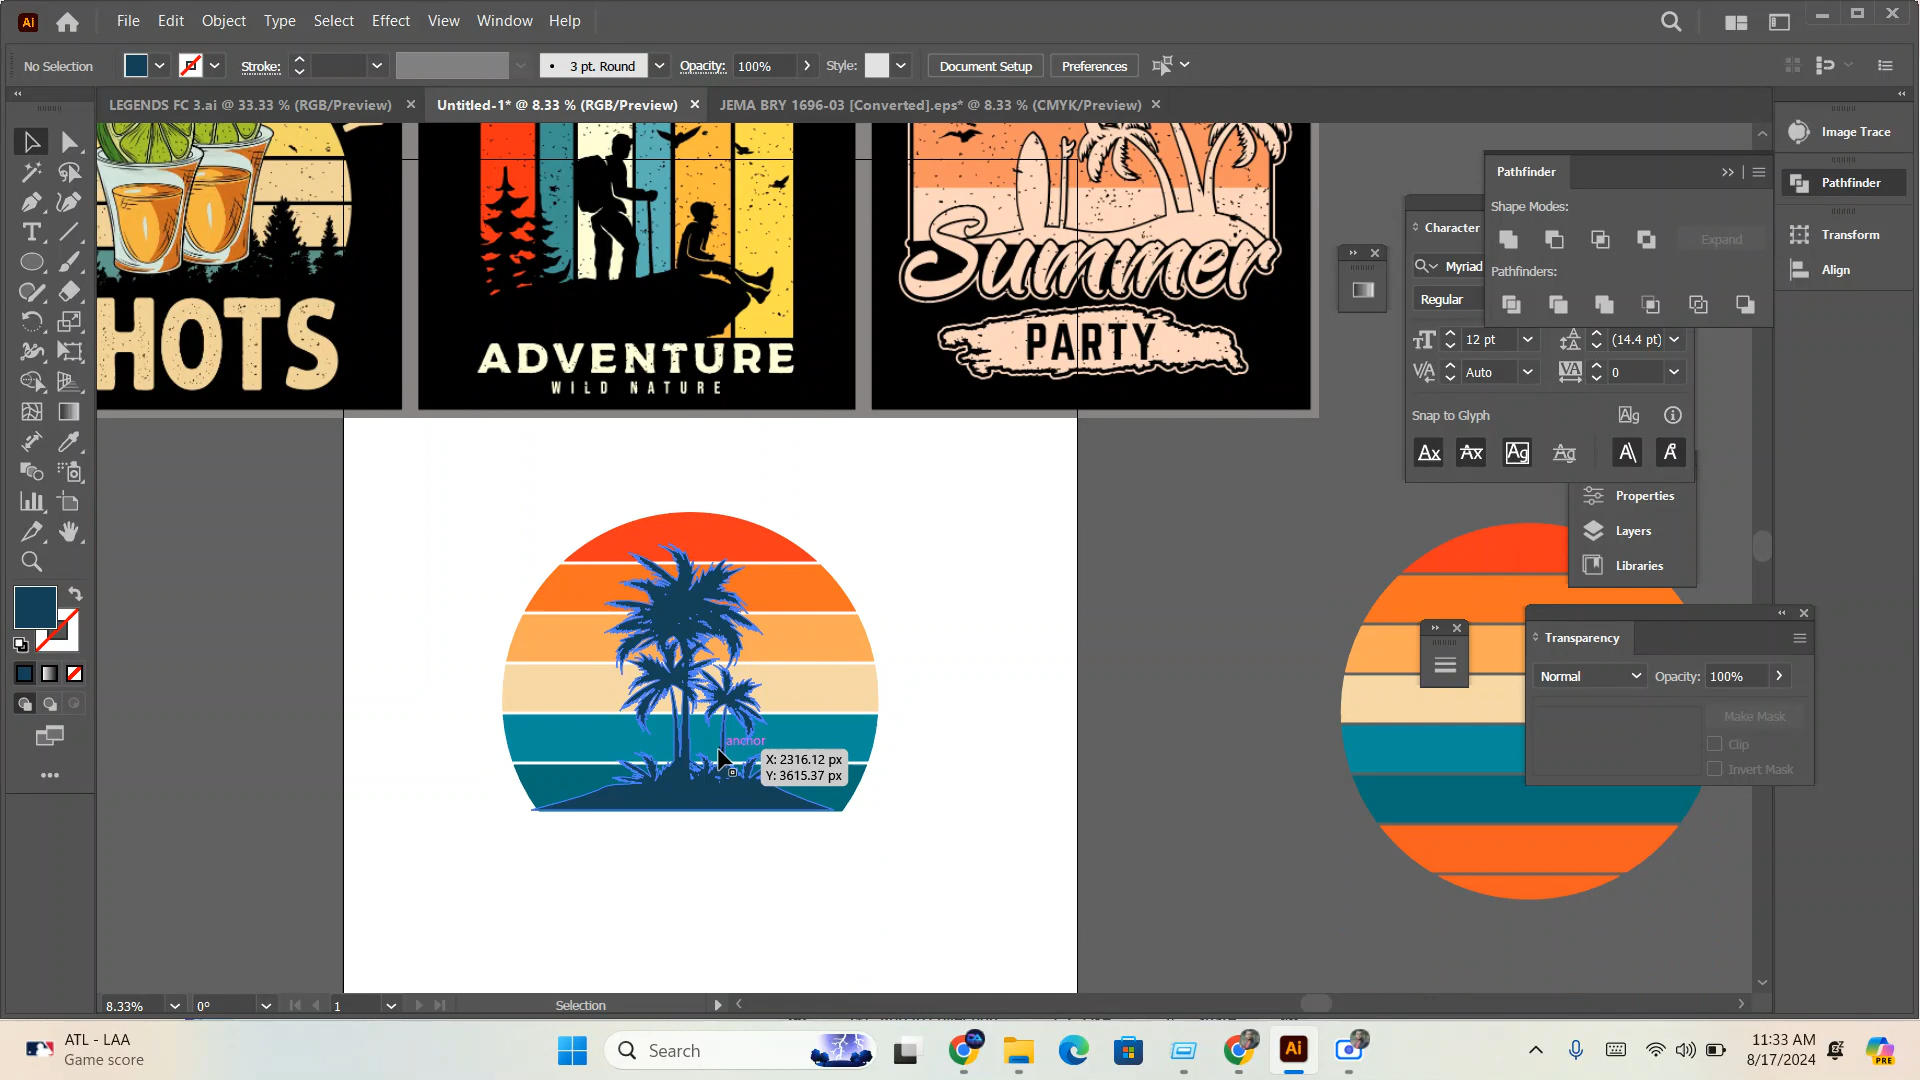 Ai
File Edit Object Type Select Effect View Window Help
No Selection
Stroke:
3 pt. Round
Opacity: 100%
Style:
Document Setup
Preferences
LEGENDS FC 3.ai @ 33.33 % (RGB/Preview)
Untitled-1* @ 8.33 % (RGB/Preview)
JEMA BRY 1696-03 [Converted].eps* @ 8.33 % (CMYK/Preview)
Image Trace
Pathfinder
Transform
Align
Pathfinder
Shape Modes:
Expand
Pathfinders:
Character
Myriad
Regular
12 pt
(14.4 pt)
Auto
0
Snap to Glyph
Properties
Layers
Libraries
Transparency
Normal
Opacity: 100%
Make Mask
Clip
Invert Mask
HOTS
ADVENTURE
WILD NATURE
Summer
PARTY
anchor
X: 2316.12 px
Y: 3615.37 px
8.33%
0°
1
Selection
ATL - LAA
Game score
Search
Ai
11:33 AM
8/17/2024
PRE